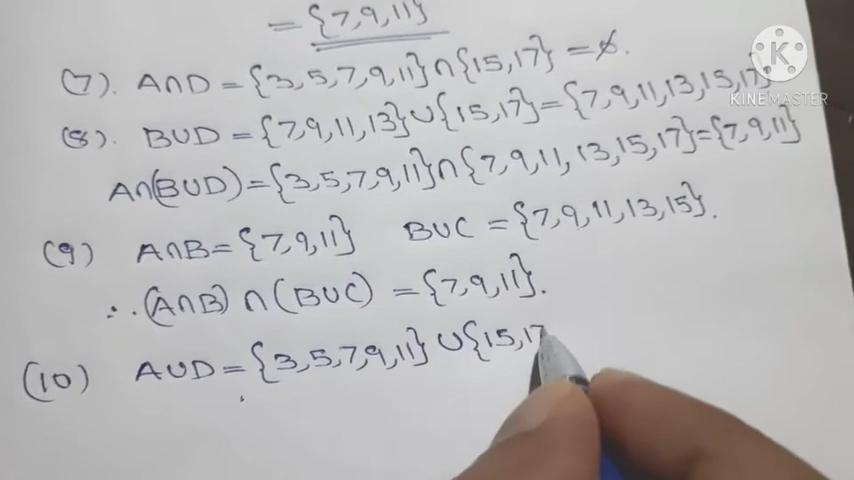 = {7,9,11}
(7). A∩D = {3,5,7,9,11}∩{15,17} = ϕ.
(8). B∪D = {7,9,11,13}∪{15,17} = {7,9,11,13,15,17}
A∩(B∪D) = {3,5,7,9,11}∩{7,9,11,13,15,17} = {7,9,11}
(9) A∩B = {7,9,11} B∪C = {7,9,11,13,15}.
∴ (A∩B) ∩ (B∪C) = {7,9,11}.
(10) A∪D = {3,5,7,9,11} ∪{15,17
KINEMASTER